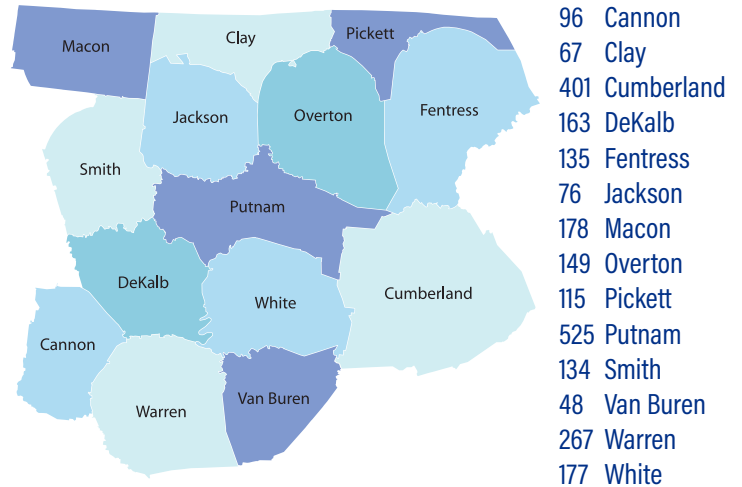 Macon
Clay
Pickett
Jackson
Overton
Fentress
Smith
Putnam
DeKalb
White
Cumberland
Cannon
Warren
Van Buren
96 Cannon
67 Clay
401 Cumberland
163 DeKalb
135 Fentress
76 Jackson
178 Macon
149 Overton
115 Pickett
525 Putnam
134 Smith
48 Van Buren
267 Warren
177 White